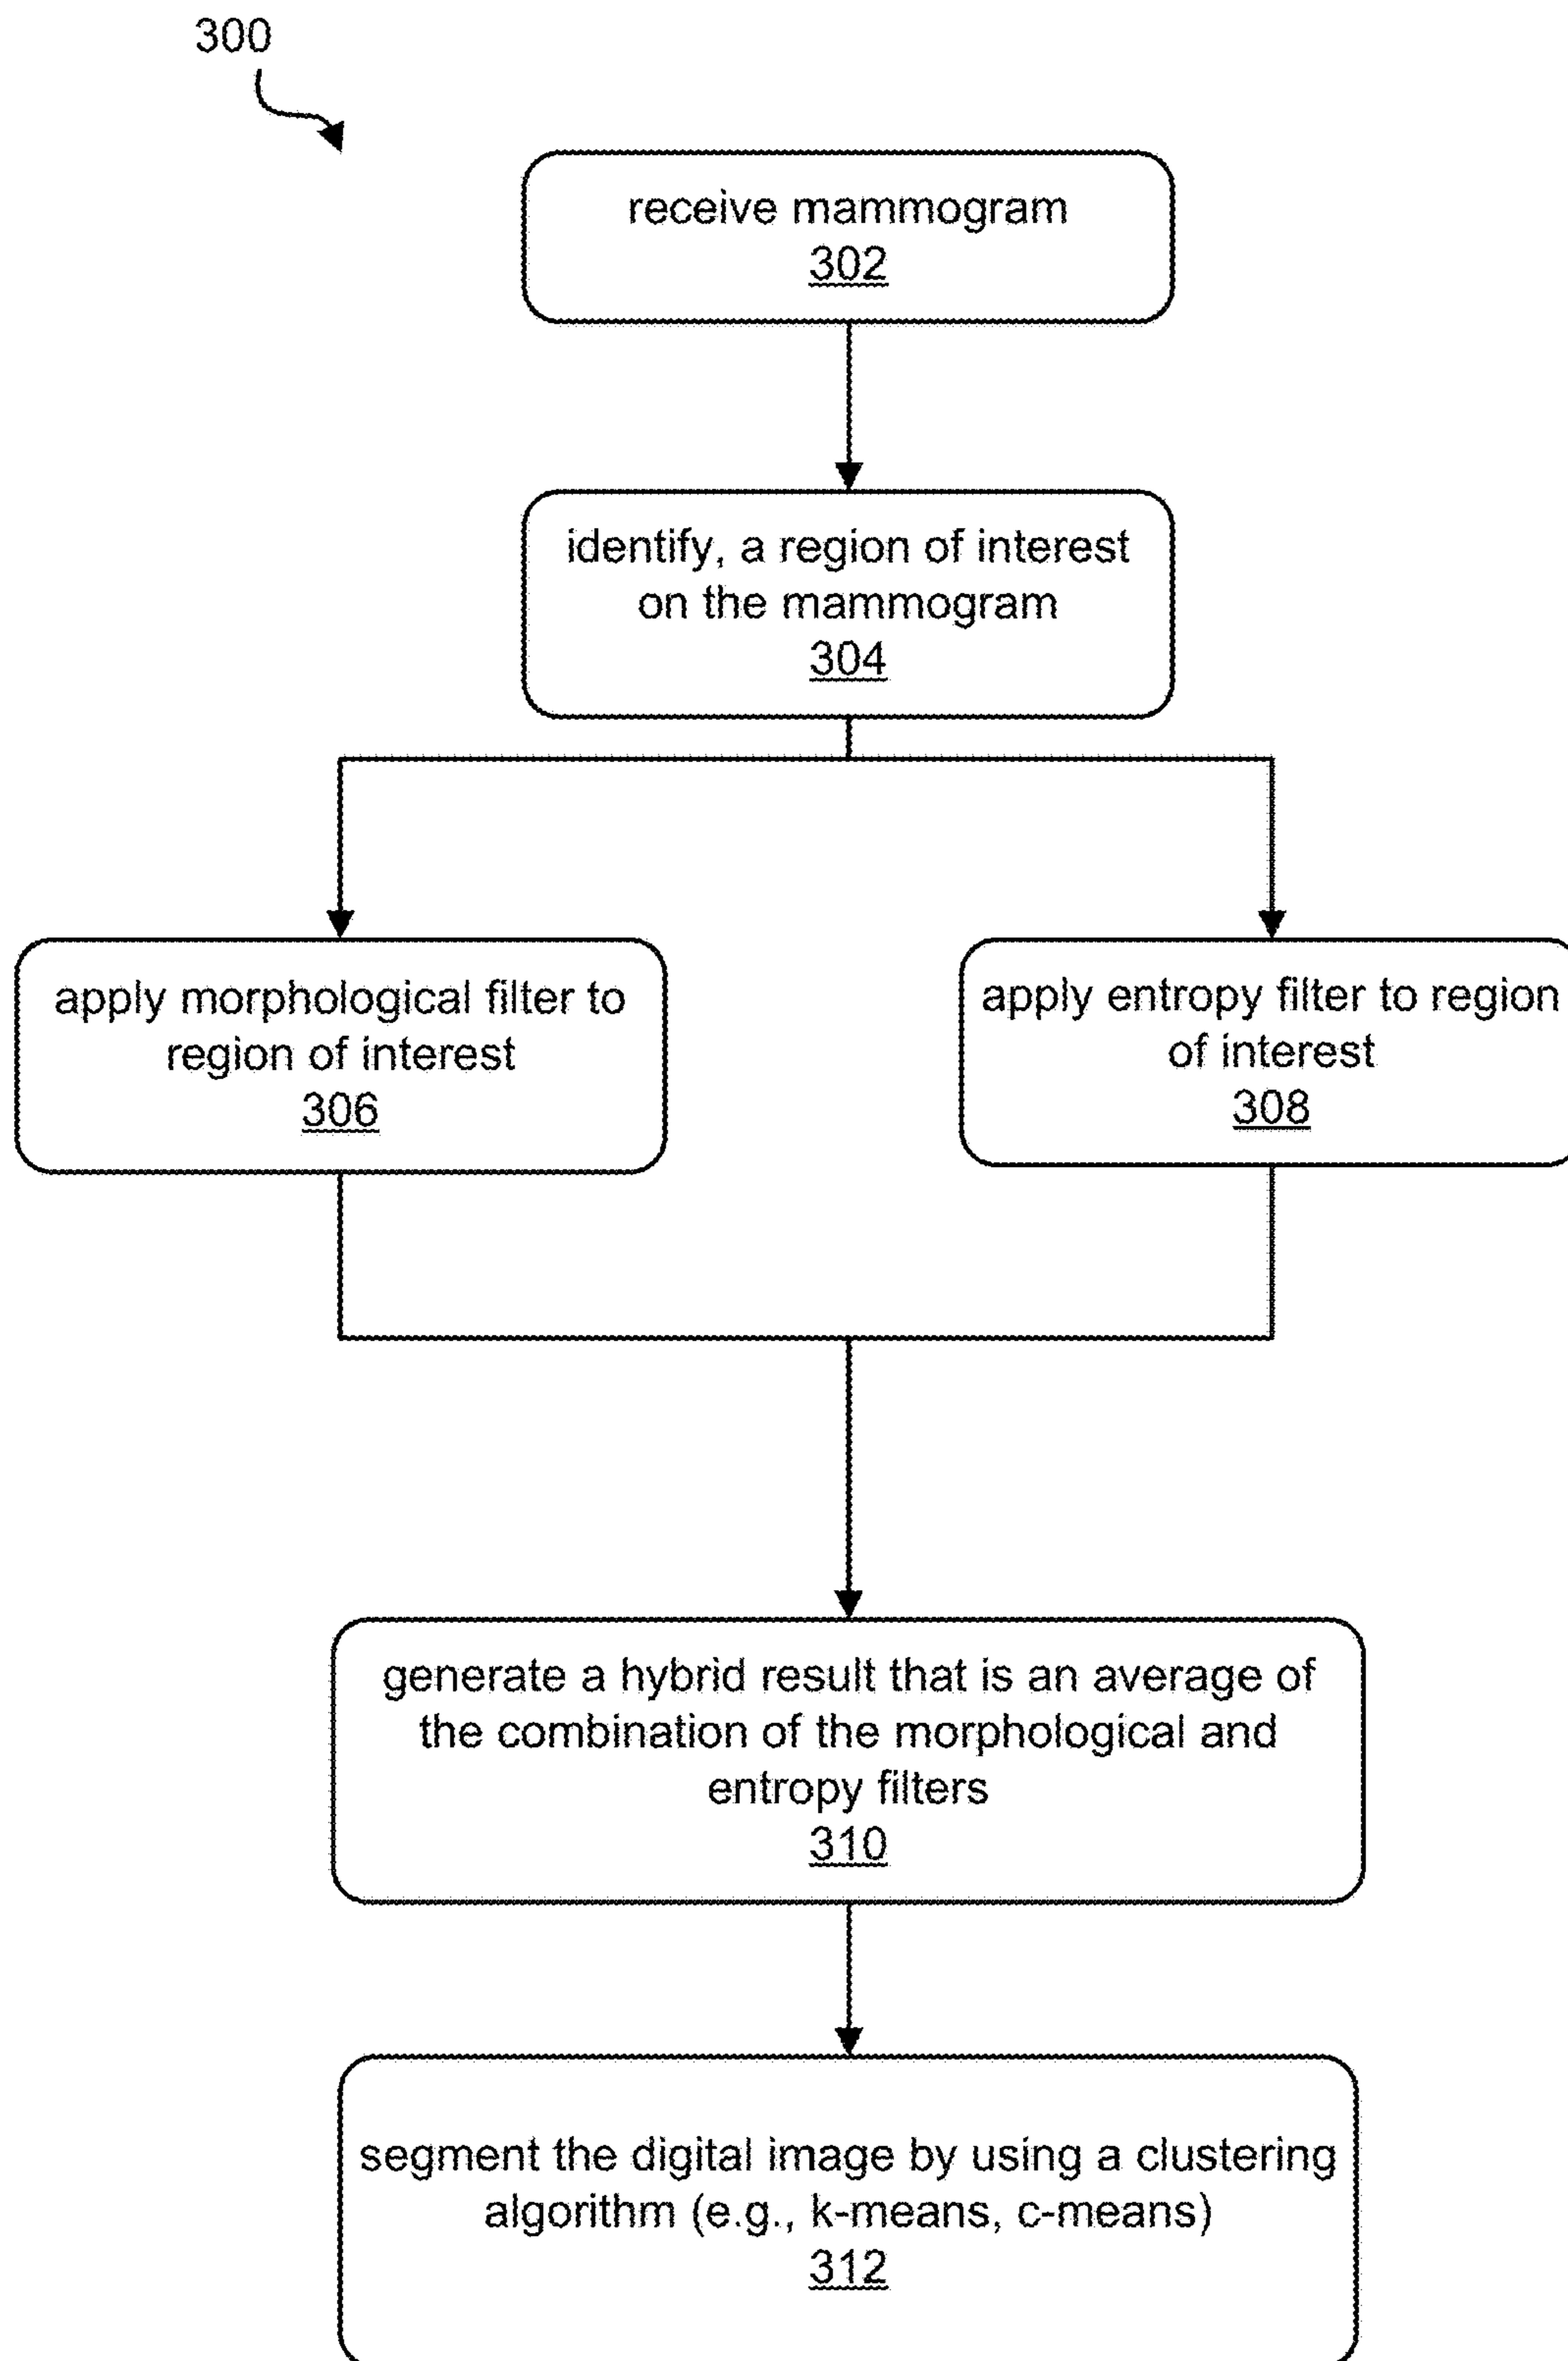 300
receive mammogram
302
identify, a region of interest
on the mammogram
304
apply morphological filter to
region of interest
306
apply entropy filter to region
of interest
308
generate a hybrid result that is an average of
the combination of the morphological and
entropy filters
310
segment the digital image by using a clustering
algorithm (e.g., k-means, c-means)
312